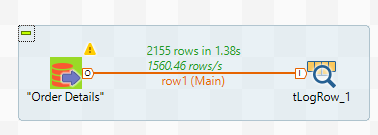 2155 rows in 1.38s
1560.46 rows/s
O
I
row1 (Main)
"Order Details"
tLogRow_1